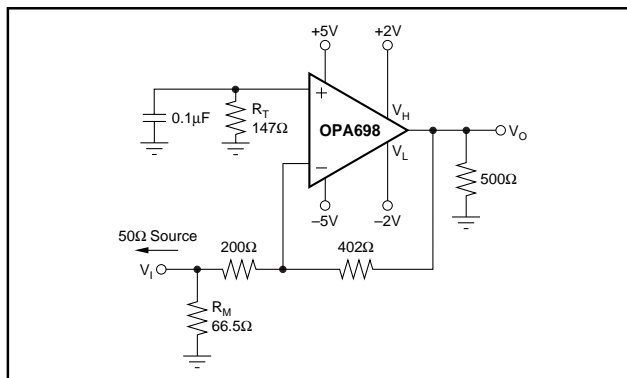 +5V
+2V
+
0.1µF
R_T
147Ω
V_H
OPA698
V_L
V_O
−
500Ω
−5V
−2V
50Ω Source
200Ω
402Ω
V_I
R_M
66.5Ω